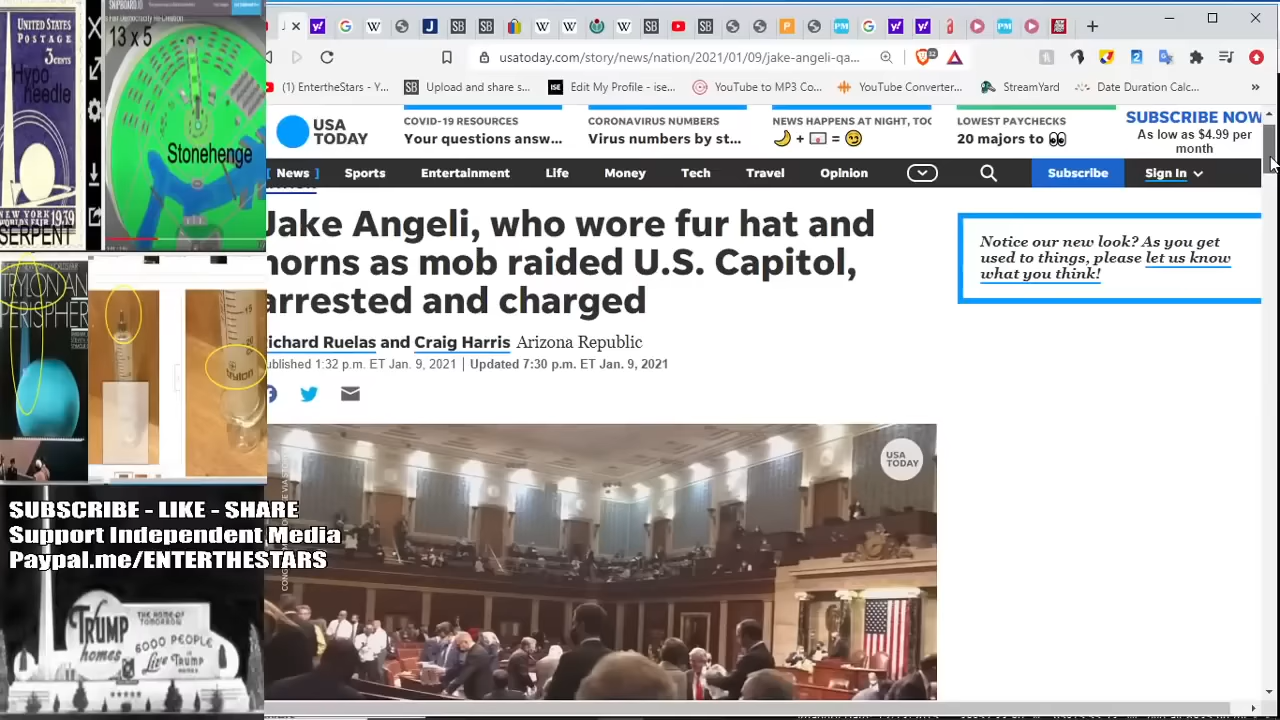 UNITED STATES
POSTAGE
3 CENTS
Hypo
needle
NEW YORK
WORLD'S FAIR 1939
SERPENT
13 x 5
Stonehenge
TRYLON AN
PERISPHER
trylon
SUBSCRIBE - LIKE - SHARE
Support Independent Media
Paypal.me/ENTERTHESTARS
TRUMP
homes
THE HOME OF
TOMORROW
6000 PEOPLE
Live TRUMP
HOMES
usatoday.com/story/news/nation/2021/01/09/jake-angeli-qa...
(1) EntertheStars - Y...
Upload and share s...
Edit My Profile - ise...
YouTube to MP3 Co...
YouTube Converter...
StreamYard
Date Duration Calc...
USA
TODAY
COVID-19 RESOURCES
Your questions answ...
CORONAVIRUS NUMBERS
Virus numbers by st...
NEWS HAPPENS AT NIGHT, TOO
🌛 + 🍞 = 😉
LOWEST PAYCHECKS
20 majors to 👀
SUBSCRIBE NOW
As low as $4.99 per
month
[ News ] Sports Entertainment Life Money Tech Travel Opinion Subscribe Sign In
Jake Angeli, who wore fur hat and
horns as mob raided U.S. Capitol,
arrested and charged
ichard Ruelas and Craig Harris Arizona Republic
ublished 1:32 p.m. ET Jan. 9, 2021 | Updated 7:30 p.m. ET Jan. 9, 2021
Notice our new look? As you get
used to things, please let us know
what you think!
USA
TODAY